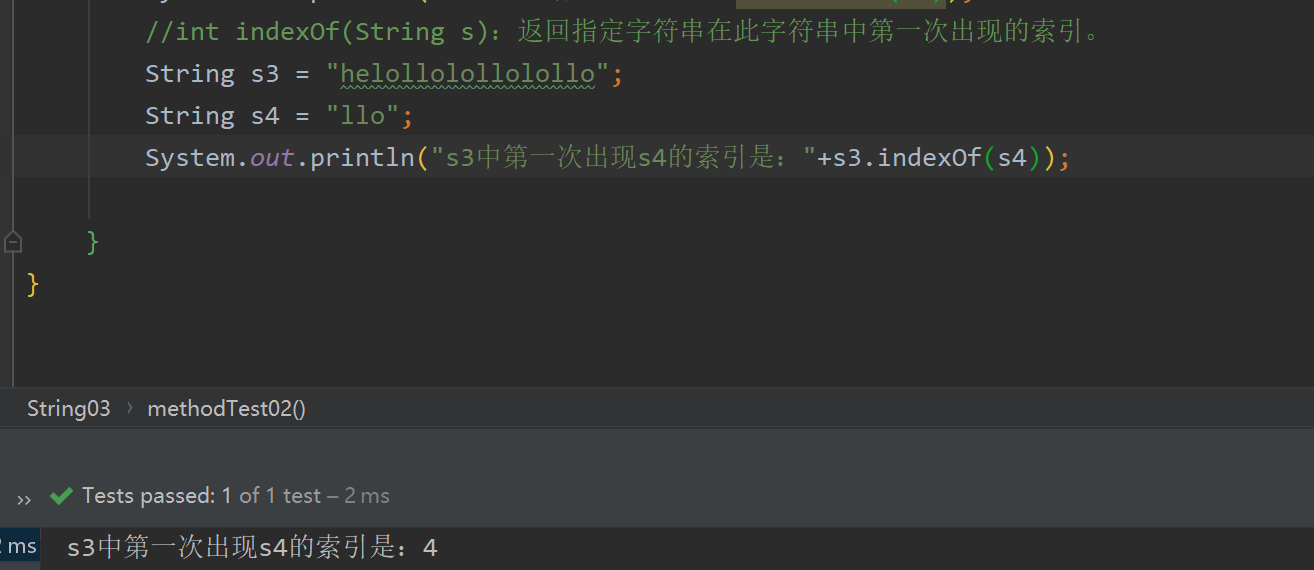 //int indexOf(String s)：返回指定字符串在此字符串中第一次出现的索引。
String s3 = "helollolollolollo";
String s4 = "llo";
System.out.println("s3中第一次出现s4的索引是："+s3.indexOf(s4));
}
}
String03 › methodTest02()
» Tests passed: 1 of 1 test – 2 ms
2 ms s3中第一次出现s4的索引是：4